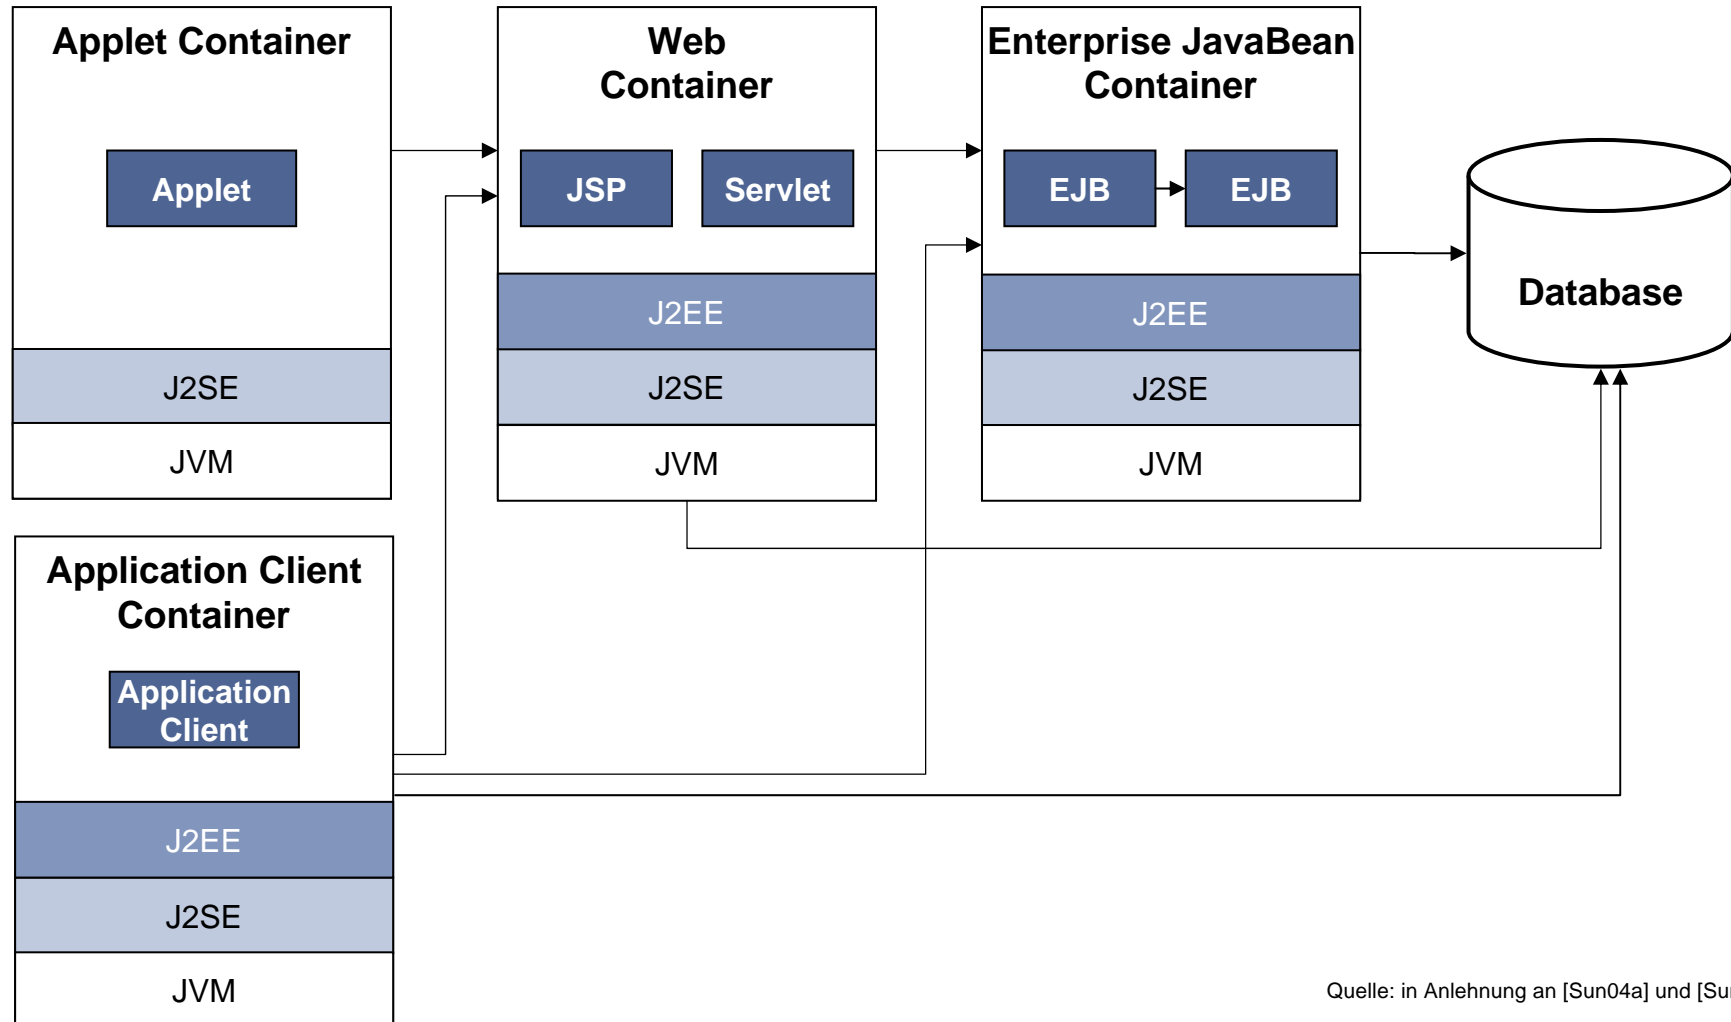 Applet Container
Applet
J2SE
JVM
Web
Container
JSP
Servlet
J2EE
J2SE
JVM
Enterprise JavaBean
Container
EJB
EJB
J2EE
J2SE
JVM
Database
Application Client
Container
Application
Client
J2EE
J2SE
JVM
Quelle: in Anlehnung an [Sun04a] und